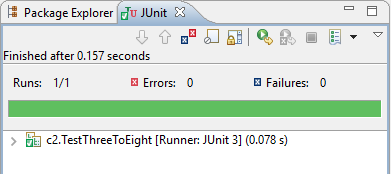 Package Explorer JUnit
Finished after 0.157 seconds
Runs: 1/1 Errors: 0 Failures: 0
c2.TestThreeToEight [Runner: JUnit 3] (0.078 s)